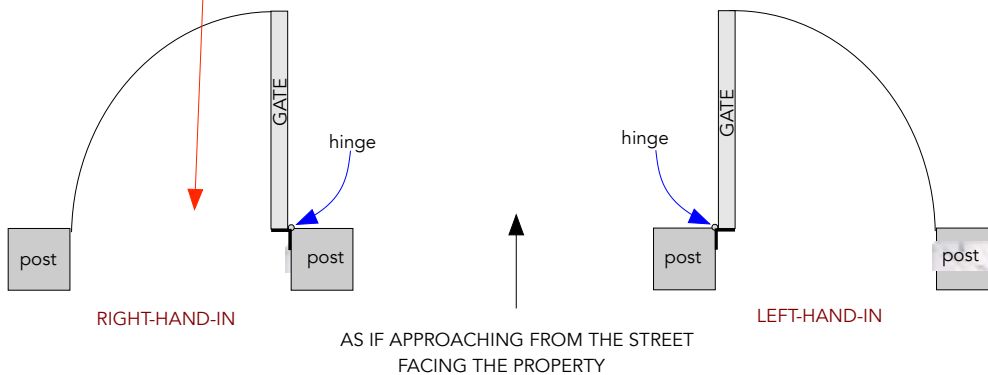 GATE
GATE
hinge
hinge
post
post
post
post
RIGHT-HAND-IN
LEFT-HAND-IN
AS IF APPROACHING FROM THE STREET
FACING THE PROPERTY